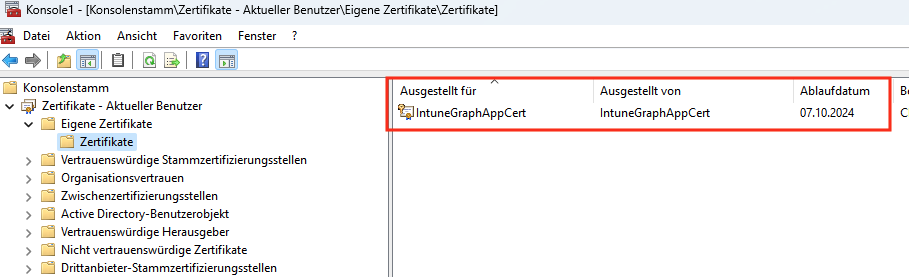 Console1 - [Konsolenstamm\Zertifikate - Aktueller Benutzer\Eigene Zertifikate\Zertifikate]
Datei Aktion Ansicht Favoriten Fenster ?
Konsolenstamm
Zertifikate - Aktueller Benutzer
Eigene Zertifikate
Zertifikate
Vertrauenswürdige Stammzertifizierungsstellen
Organisationsvertrauen
Zwischenzertifizierungsstellen
Active Directory-Benutzerobjekt
Vertrauenswürdige Herausgeber
Nicht vertrauenswürdige Zertifikate
Drittanbieter-Stammzertifizierungsstellen
Ausgestellt für Ausgestellt von Ablaufdatum
IntuneGraphAppCert IntuneGraphAppCert 07.10.2024